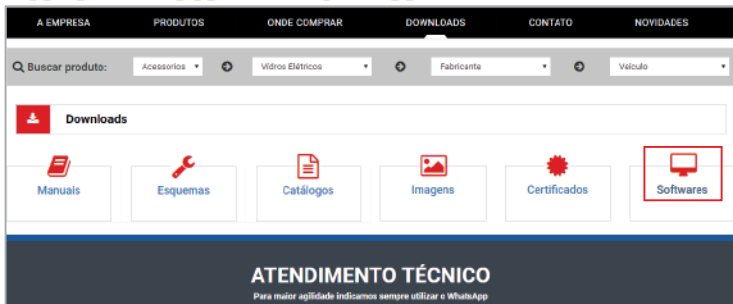 A EMPRESA PRODUTOS ONDE COMPRAR DOWNLOADS CONTATO NOVIDADES
Buscar produto: Acessorios Vidros Elétricos Fabricante Veículo
Downloads
Manuais Esquemas Catálogos Imagens Certificados Softwares
ATENDIMENTO TÉCNICO
Para maior agilidade indicamos sempre utilizar o WhatsApp